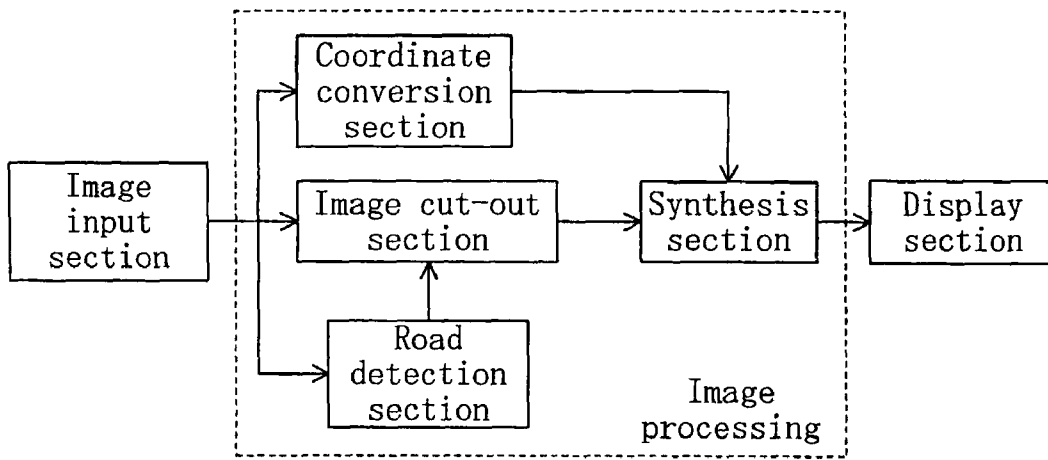 Coordinate
conversion
section
Image
input
section
Image cut-out
section
Synthesis
section
Display
section
Road
detection
section
Image
processing